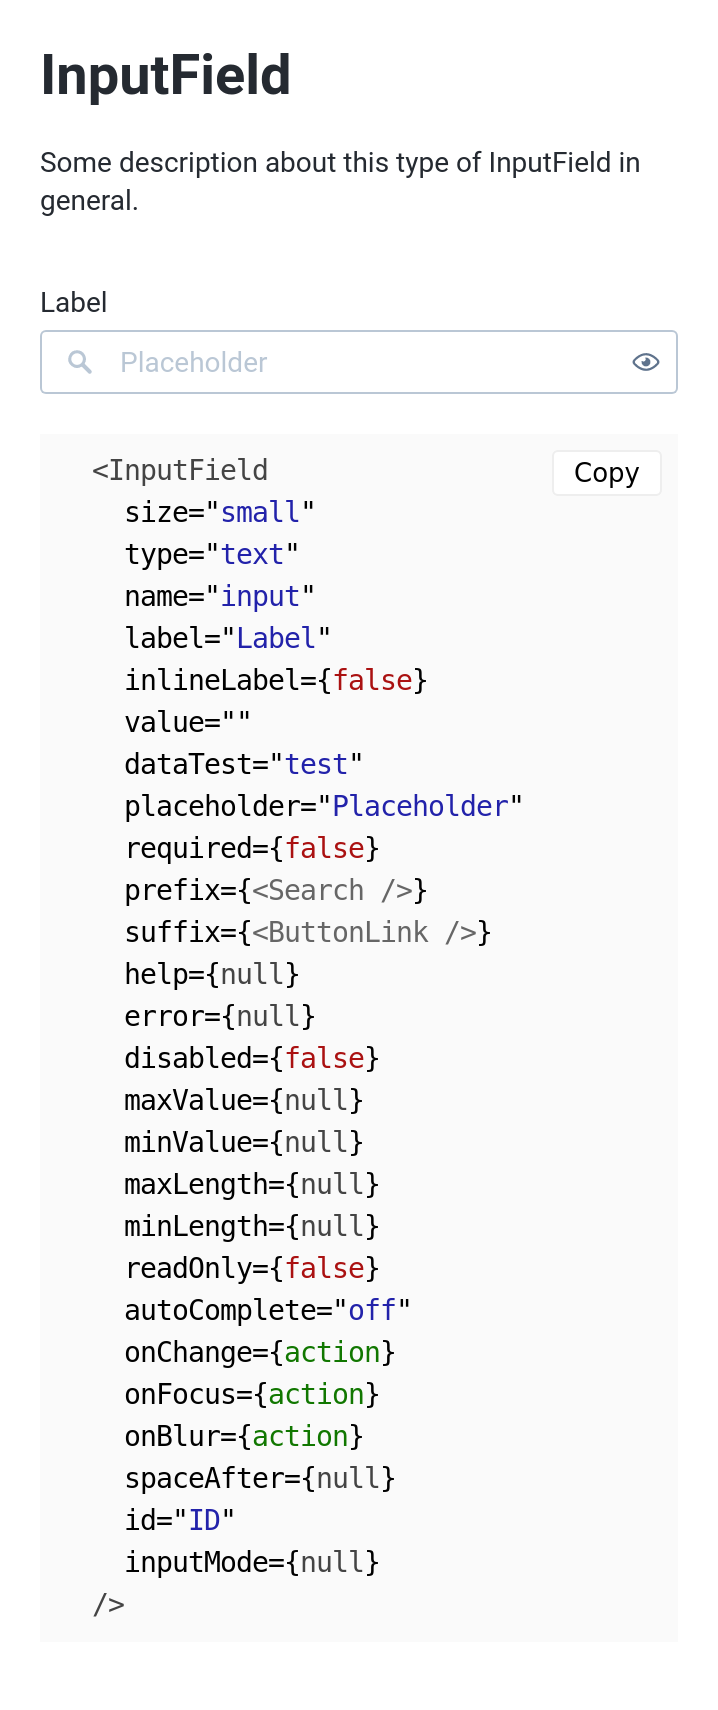 InputField
Some description about this type of InputField in
general.
Label
Placeholder
Copy
<InputField
size="small"
type="text"
name="input"
label="Label"
inlineLabel={false}
value=""
dataTest="test"
placeholder="Placeholder"
required={false}
prefix={<Search />}
suffix={<ButtonLink />}
help={null}
error={null}
disabled={false}
maxValue={null}
minValue={null}
maxLength={null}
minLength={null}
readOnly={false}
autoComplete="off"
onChange={action}
onFocus={action}
onBlur={action}
spaceAfter={null}
id="ID"
inputMode={null}
/>